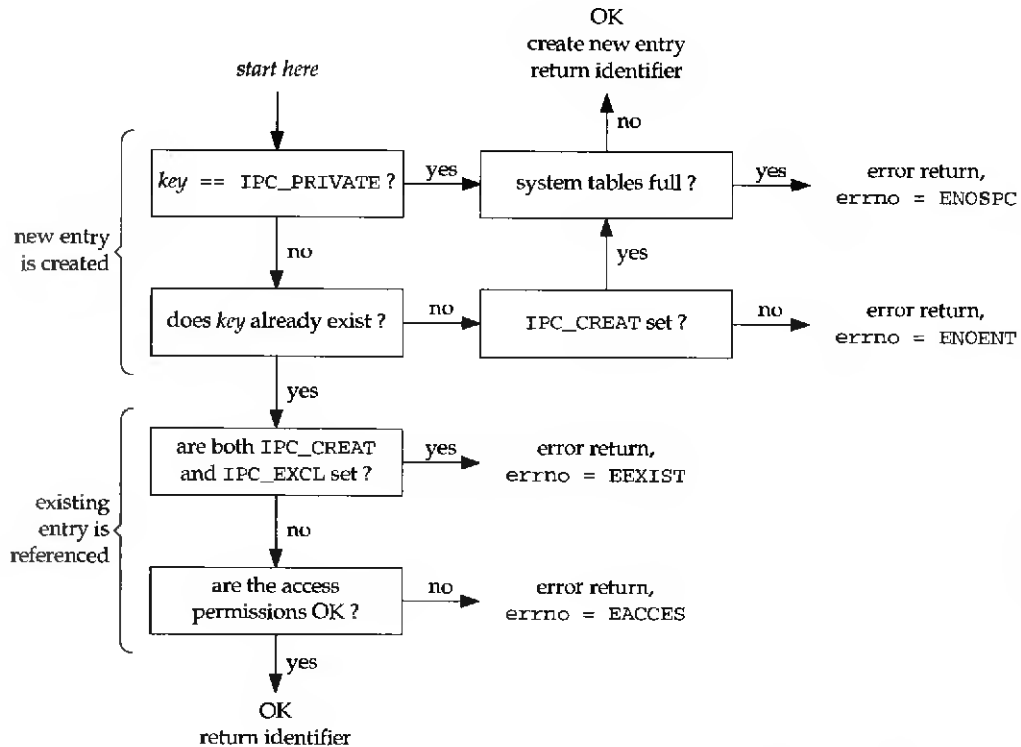 OK
create new entry
return identifier
start here
no
key == IPC_PRIVATE ?
yes
system tables full ?
yes
error return,
errno = ENOSPC
new entry
is created
no
yes
does key already exist ?
no
IPC_CREAT set ?
no
error return,
errno = ENOENT
yes
are both IPC_CREAT
and IPC_EXCL set ?
yes
error return,
errno = EEXIST
existing
entry is
referenced
no
are the access
permissions OK ?
no
error return,
errno = EACCES
yes
OK
return identifier